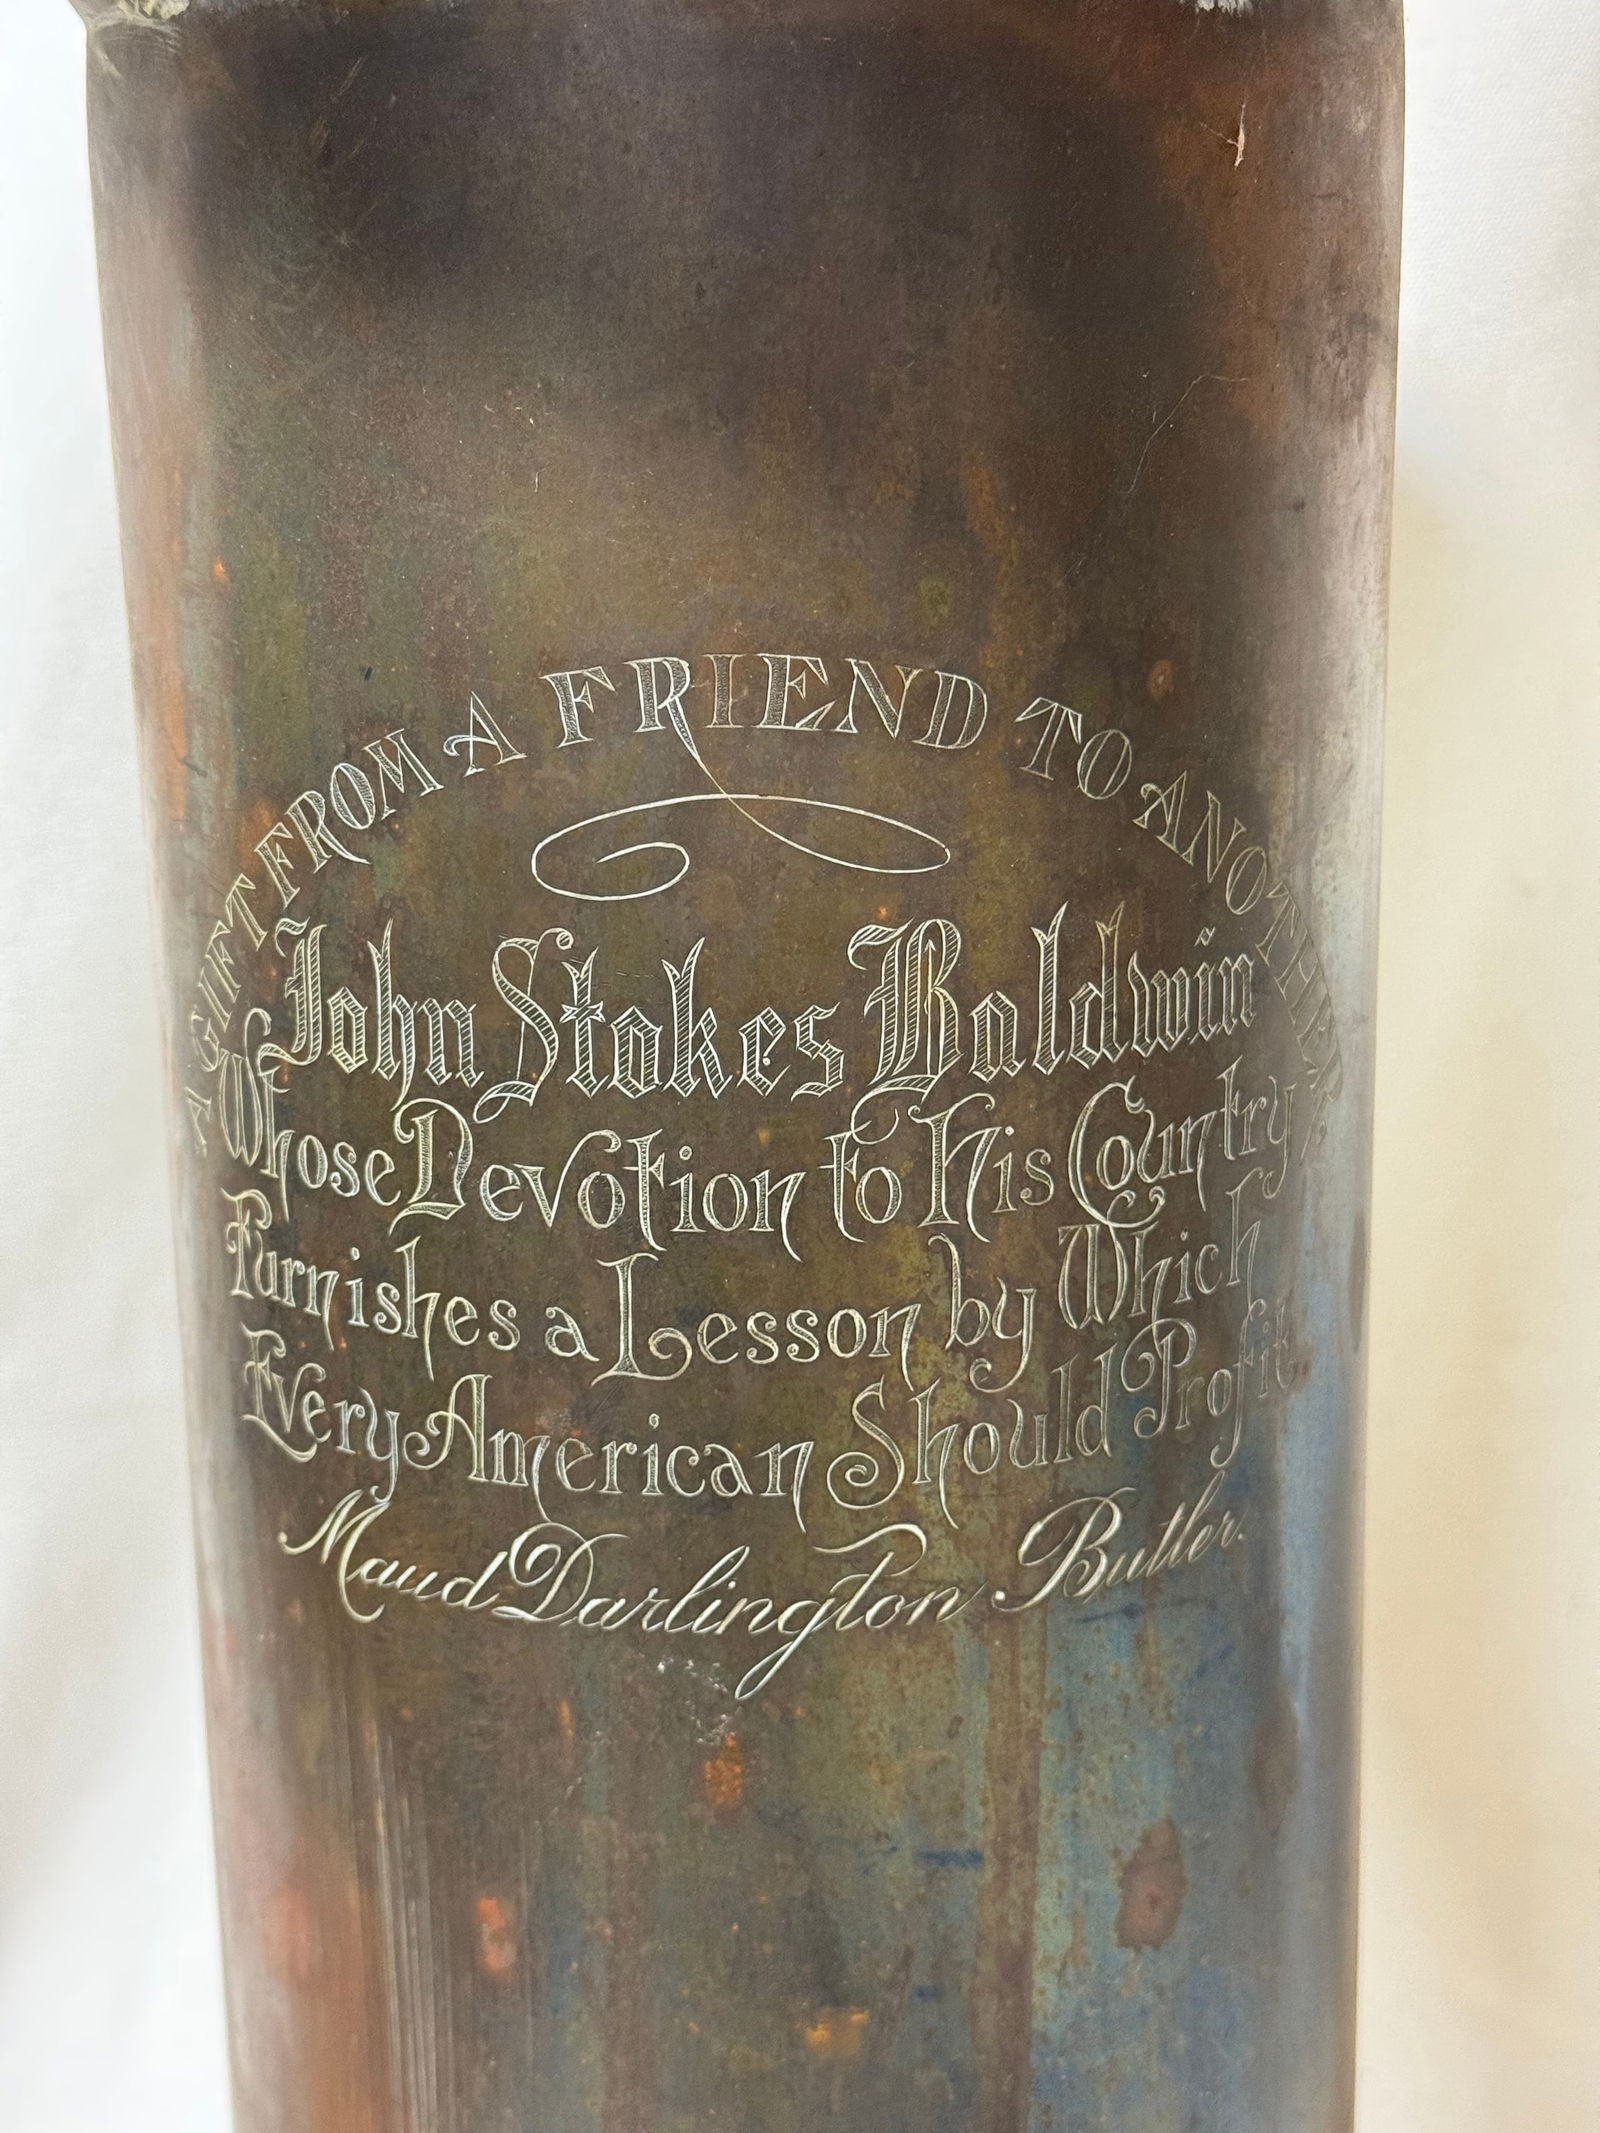 A GIFT FROM A FRIEND TO ANOTHER.
John Stokes Baldwin
Whose Devotion to His Country
Furnishes a Lesson by Which
Every American Should Profit.
Maud Darlington Butler.